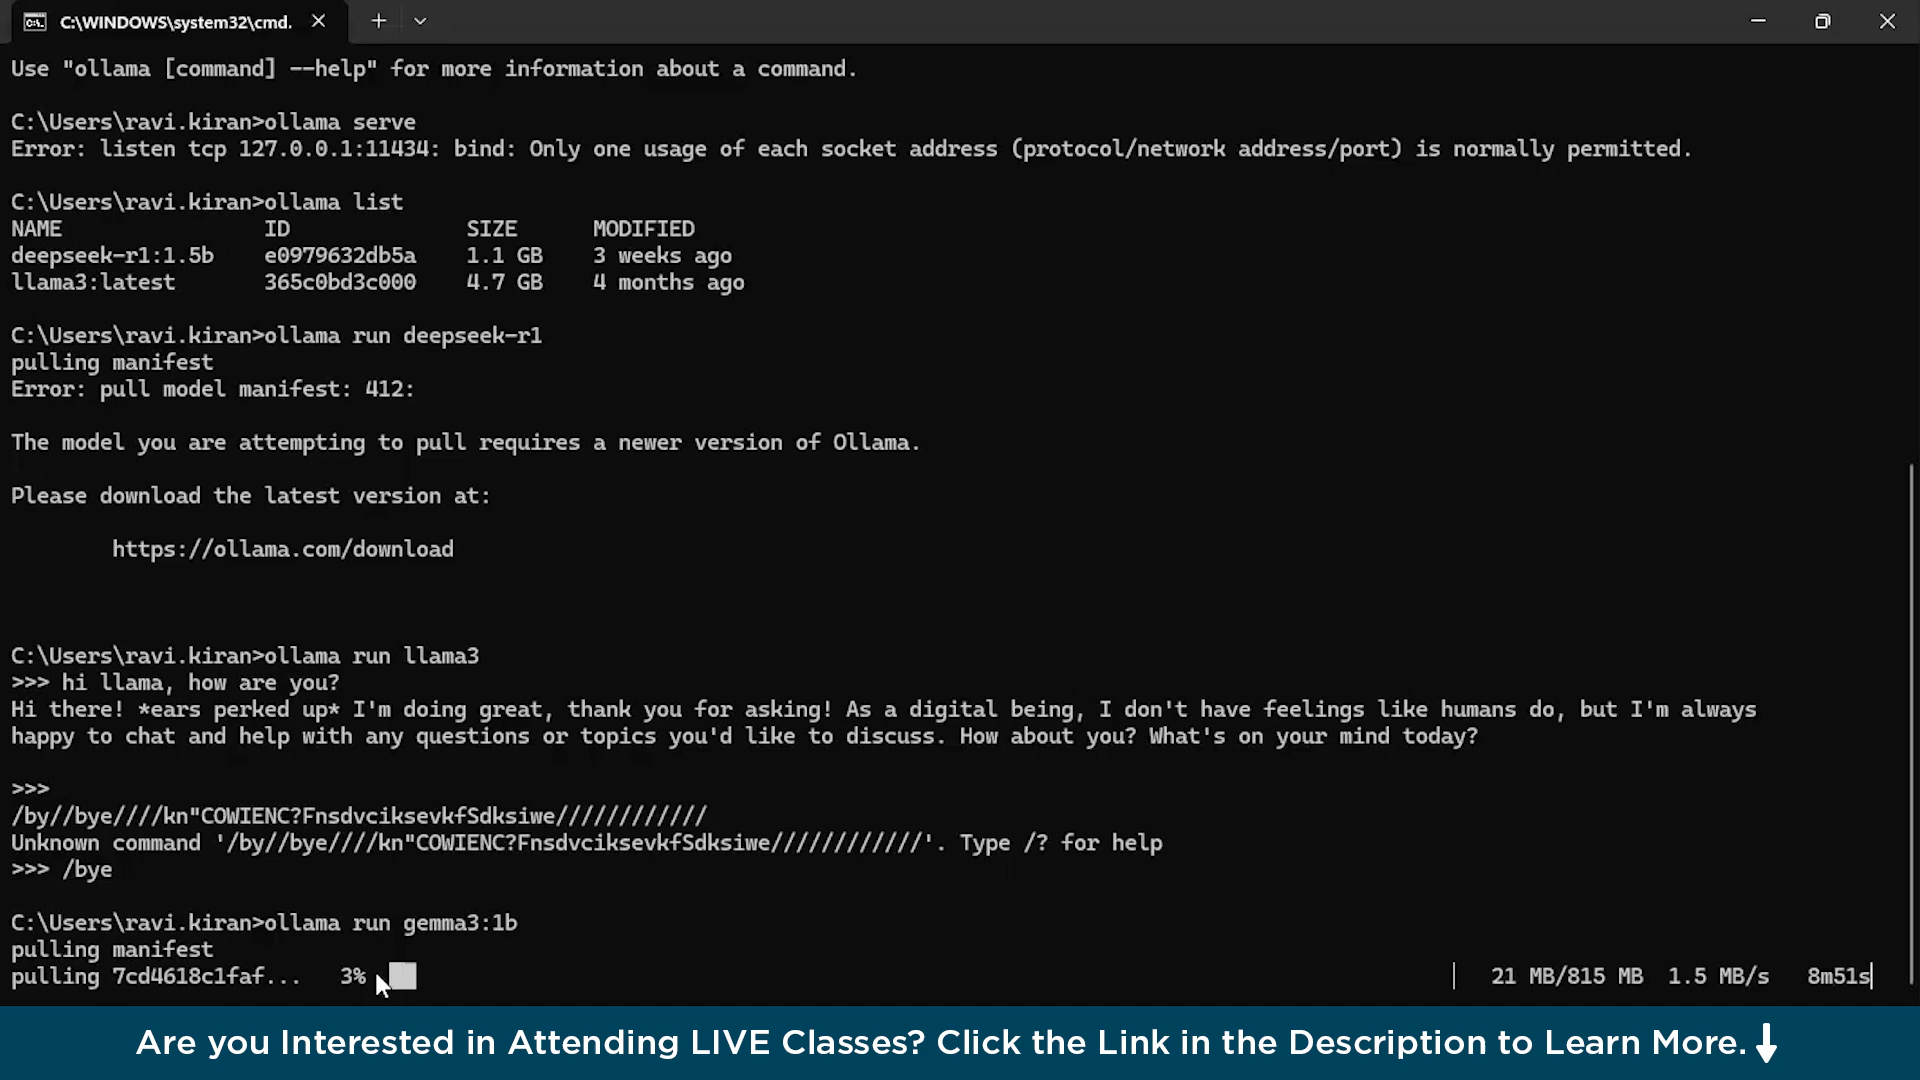 C:\WINDOWS\system32\cmd.
Use "ollama [command] --help" for more information about a command.
C:\Users\ravi.kiran>ollama serve
Error: listen tcp 127.0.0.1:11434: bind: Only one usage of each socket address (protocol/network address/port) is normally permitted.
C:\Users\ravi.kiran>ollama list
NAME ID SIZE MODIFIED
deepseek-r1:1.5b e0979632db5a 1.1 GB 3 weeks ago
llama3:latest 365c0bd3c000 4.7 GB 4 months ago
C:\Users\ravi.kiran>ollama run deepseek-r1
pulling manifest
Error: pull model manifest: 412:
The model you are attempting to pull requires a newer version of Ollama.
Please download the latest version at:
https://ollama.com/download
C:\Users\ravi.kiran>ollama run llama3
>>> hi llama, how are you?
Hi there! *ears perked up* I'm doing great, thank you for asking! As a digital being, I don't have feelings like humans do, but I'm always
happy to chat and help with any questions or topics you'd like to discuss. How about you? What's on your mind today?
>>>
/by//bye////kn"COWIENC?FnsdvciksevkfSdksiwe////////////
Unknown command '/by//bye////kn"COWIENC?FnsdvciksevkfSdksiwe////////////'. Type /? for help
>>> /bye
C:\Users\ravi.kiran>ollama run gemma3:1b
pulling manifest
pulling 7cd4618c1faf... 3% 21 MB/815 MB 1.5 MB/s 8m51s
Are you Interested in Attending LIVE Classes? Click the Link in the Description to Learn More.